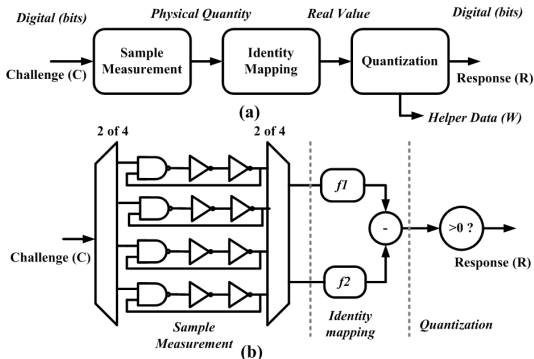 Digital (bits)
Physical Quantity
Real Value
Digital (bits)
Challenge (C)
Sample
Measurement
Identity
Mapping
Quantization
Response (R)
Helper Data (W)
(a)
2 of 4
2 of 4
f1
-
>0 ?
f2
Challenge (C)
Response (R)
Sample
Measurement
Identity
mapping
Quantization
(b)